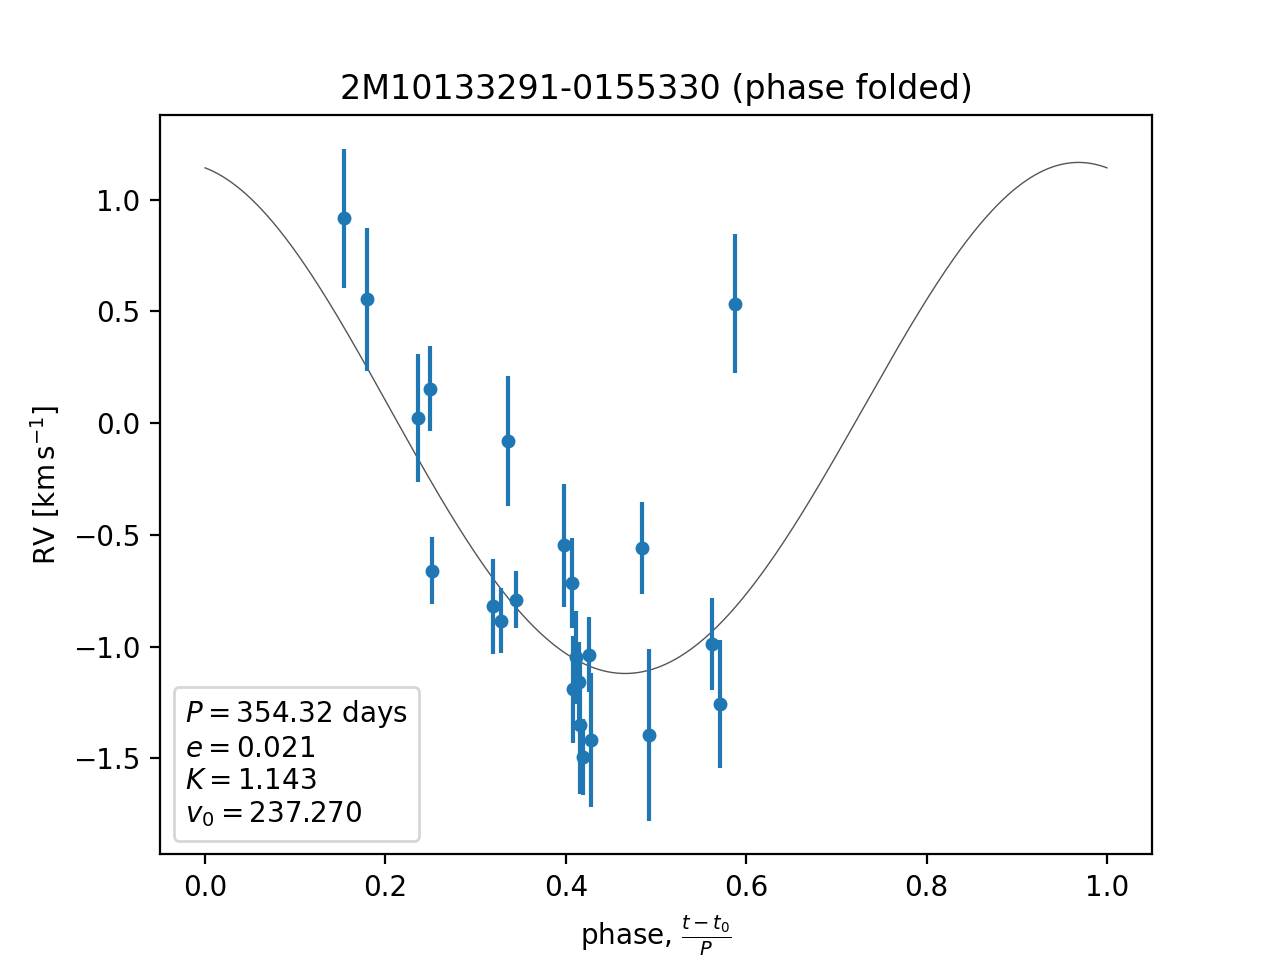 2M10133291-0155330 (phase folded)
1.0
0.5
0.0
−0.5
−1.0
−1.5
RV [km s⁻¹]
P = 354.32 days
e = 0.021
K = 1.143
v₀ = 237.270
0.0 0.2 0.4 0.6 0.8 1.0
phase, (t − t₀)/P